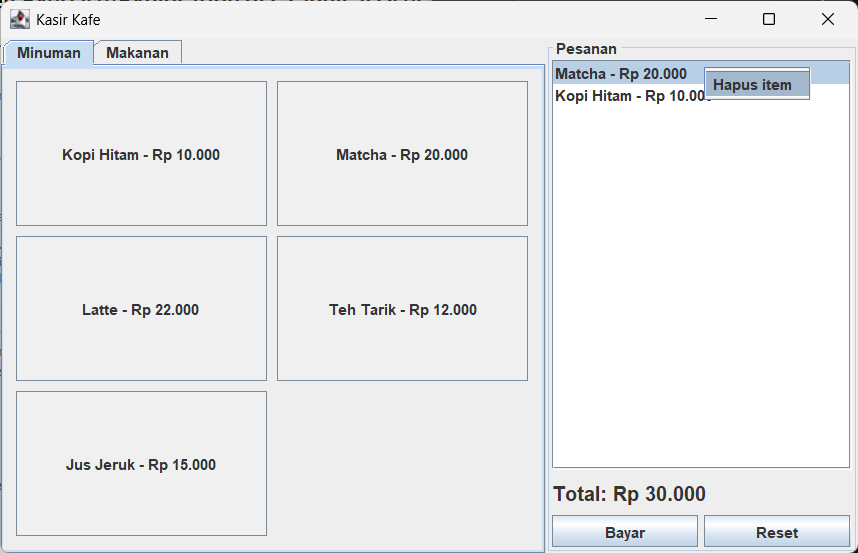 Kasir Kafe
Minuman
Makanan
Kopi Hitam - Rp 10.000
Matcha - Rp 20.000
Latte - Rp 22.000
Teh Tarik - Rp 12.000
Jus Jeruk - Rp 15.000
Pesanan
Matcha - Rp 20.000
Hapus item
Kopi Hitam - Rp 10.000
Total: Rp 30.000
Bayar
Reset